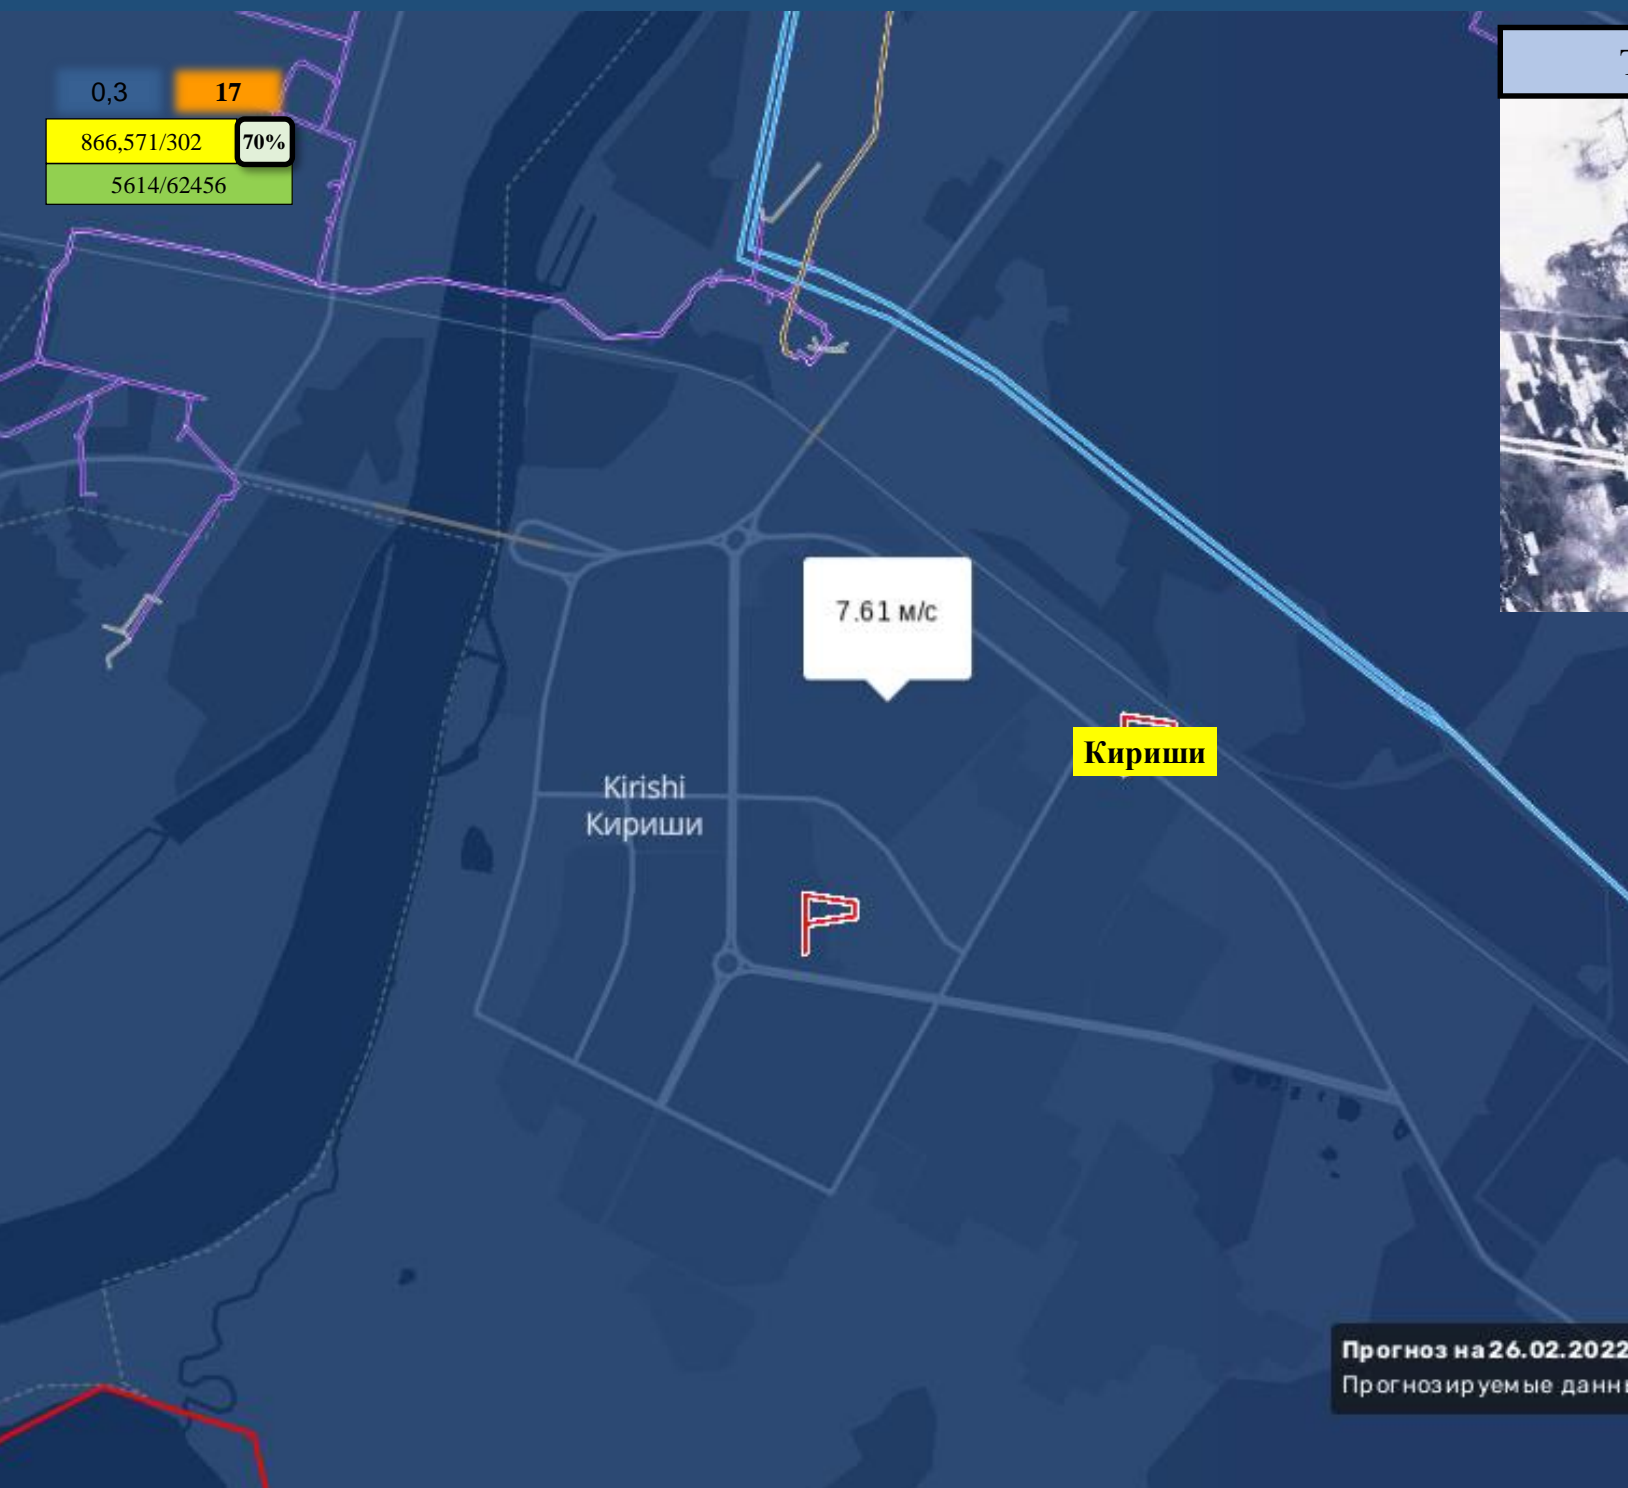 0,3 17
866,571/302 70%
5614/62456
7.61 м/с
Кириши
Kirishi
Кириши
Прогноз на 26.02.2022
Прогнозируемые данн